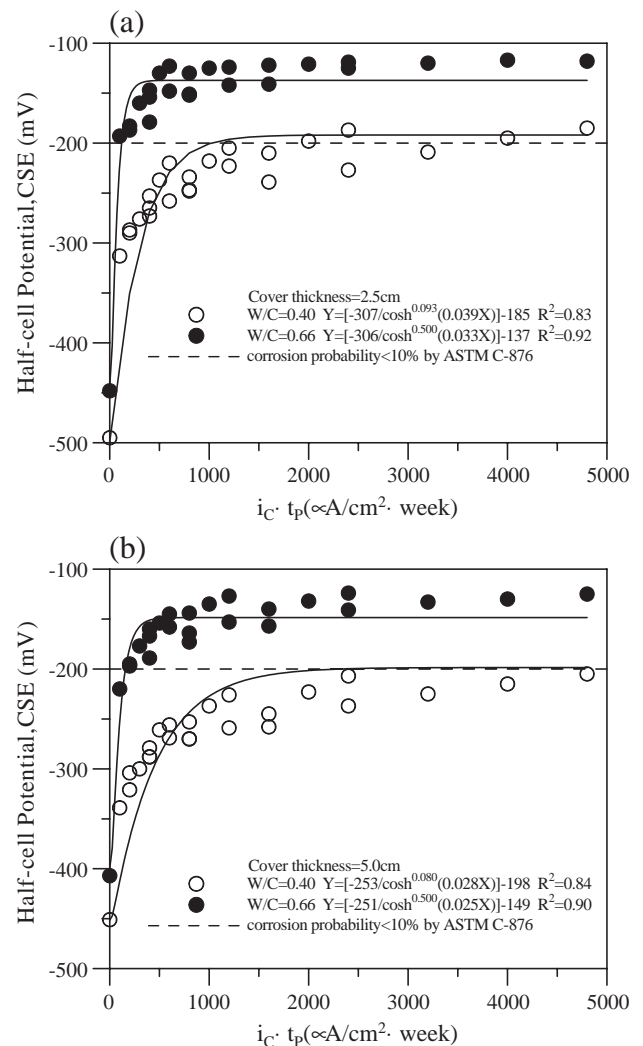 (a)
-100
-200
-300
-400
-500
Half-cell Potential,CSE (mV)
Cover thickness=2.5cm
W/C=0.40 Y=[-307/cosh^0.093(0.039X)]-185 R²=0.83
W/C=0.66 Y=[-306/cosh^0.500(0.033X)]-137 R²=0.92
corrosion probability<10% by ASTM C-876
0 1000 2000 3000 4000 5000
i_C· t_P(∝A/cm²· week)
(b)
-100
-200
-300
-400
-500
Half-cell Potential,CSE (mV)
Cover thickness=5.0cm
W/C=0.40 Y=[-253/cosh^0.080(0.028X)]-198 R²=0.84
W/C=0.66 Y=[-251/cosh^0.500(0.025X)]-149 R²=0.90
corrosion probability<10% by ASTM C-876
0 1000 2000 3000 4000 5000
i_C· t_P(∝A/cm²· week)